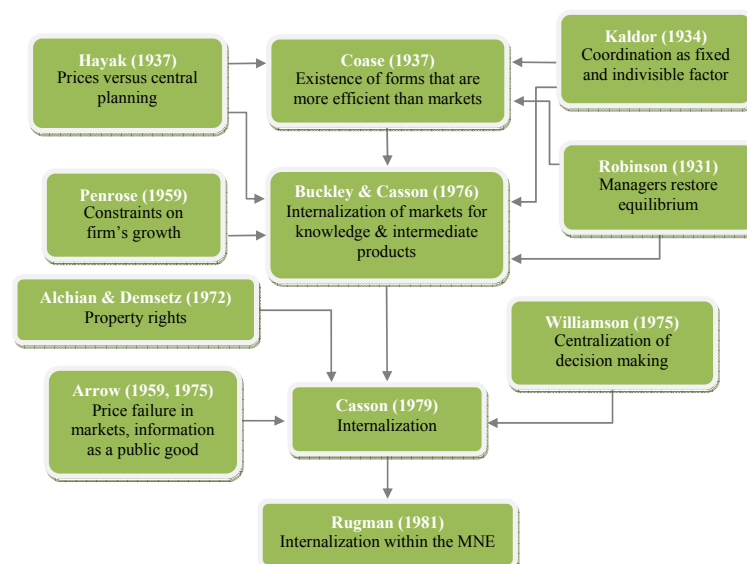 Hayak (1937)
Prices versus central
planning
Coase (1937)
Existence of forms that are
more efficient than markets
Kaldor (1934)
Coordination as fixed
and indivisible factor
Penrose (1959)
Constraints on
firm's growth
Buckley & Casson (1976)
Internalization of markets for
knowledge & intermediate
products
Robinson (1931)
Managers restore
equilibrium
Alchian & Demsetz (1972)
Property rights
Williamson (1975)
Centralization of
decision making
Arrow (1959, 1975)
Price failure in
markets, information
as a public good
Casson (1979)
Internalization
Rugman (1981)
Internalization within the MNE